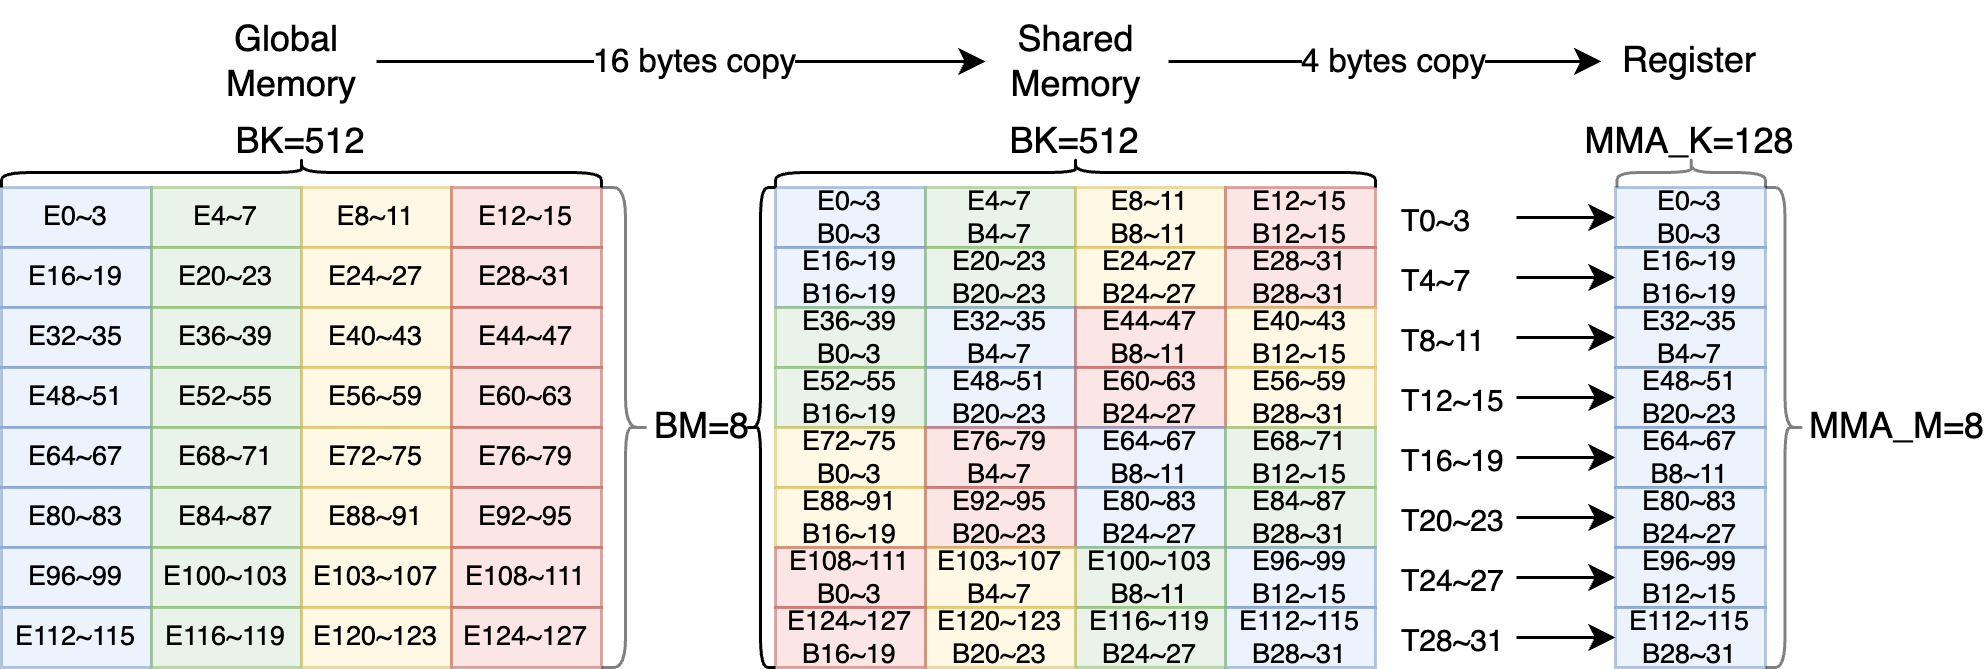 Global
Memory
16 bytes copy
Shared
Memory
4 bytes copy
Register
BK=512
BK=512
MMA_K=128
E0~3 E4~7 E8~11 E12~15
E16~19 E20~23 E24~27 E28~31
E32~35 E36~39 E40~43 E44~47
E48~51 E52~55 E56~59 E60~63
E64~67 E68~71 E72~75 E76~79
E80~83 E84~87 E88~91 E92~95
E96~99 E100~103 E103~107 E108~111
E112~115 E116~119 E120~123 E124~127
BM=8
E0~3 E4~7 E8~11 E12~15
B0~3 B4~7 B8~11 B12~15
E16~19 E20~23 E24~27 E28~31
B16~19 B20~23 B24~27 B28~31
E36~39 E32~35 E44~47 E40~43
B0~3 B4~7 B8~11 B12~15
E52~55 E48~51 E60~63 E56~59
B16~19 B20~23 B24~27 B28~31
E72~75 E76~79 E64~67 E68~71
B0~3 B4~7 B8~11 B12~15
E88~91 E92~95 E80~83 E84~87
B16~19 B20~23 B24~27 B28~31
E108~111 E103~107 E100~103 E96~99
B0~3 B4~7 B8~11 B12~15
E124~127 E120~123 E116~119 E112~115
B16~19 B20~23 B24~27 B28~31
T0~3
T4~7
T8~11
T12~15
T16~19
T20~23
T24~27
T28~31
E0~3
B0~3
E16~19
B16~19
E32~35
B4~7
E48~51
B20~23
E64~67
B8~11
E80~83
B24~27
E96~99
B12~15
E112~115
B28~31
MMA_M=8